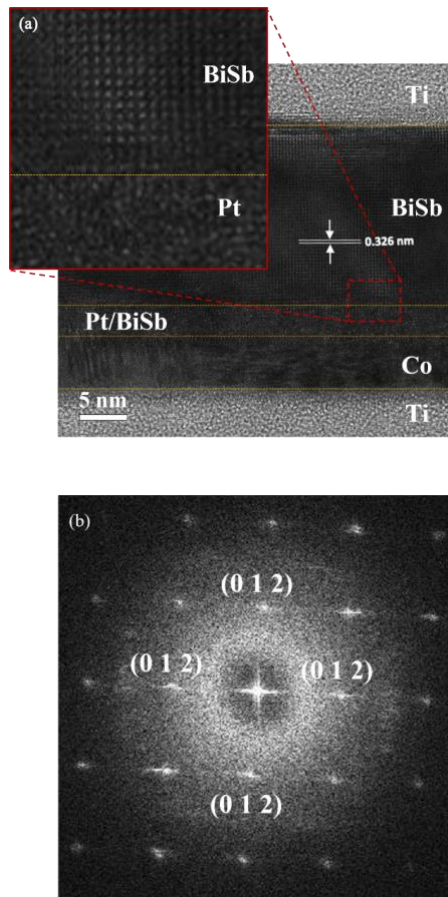 (a)
BiSb
Ti
Pt
BiSb
0.326 nm
Pt/BiSb
Co
5 nm
Ti
(b)
(0 1 2)
(0 1 2)
(0 1 2)
(0 1 2)